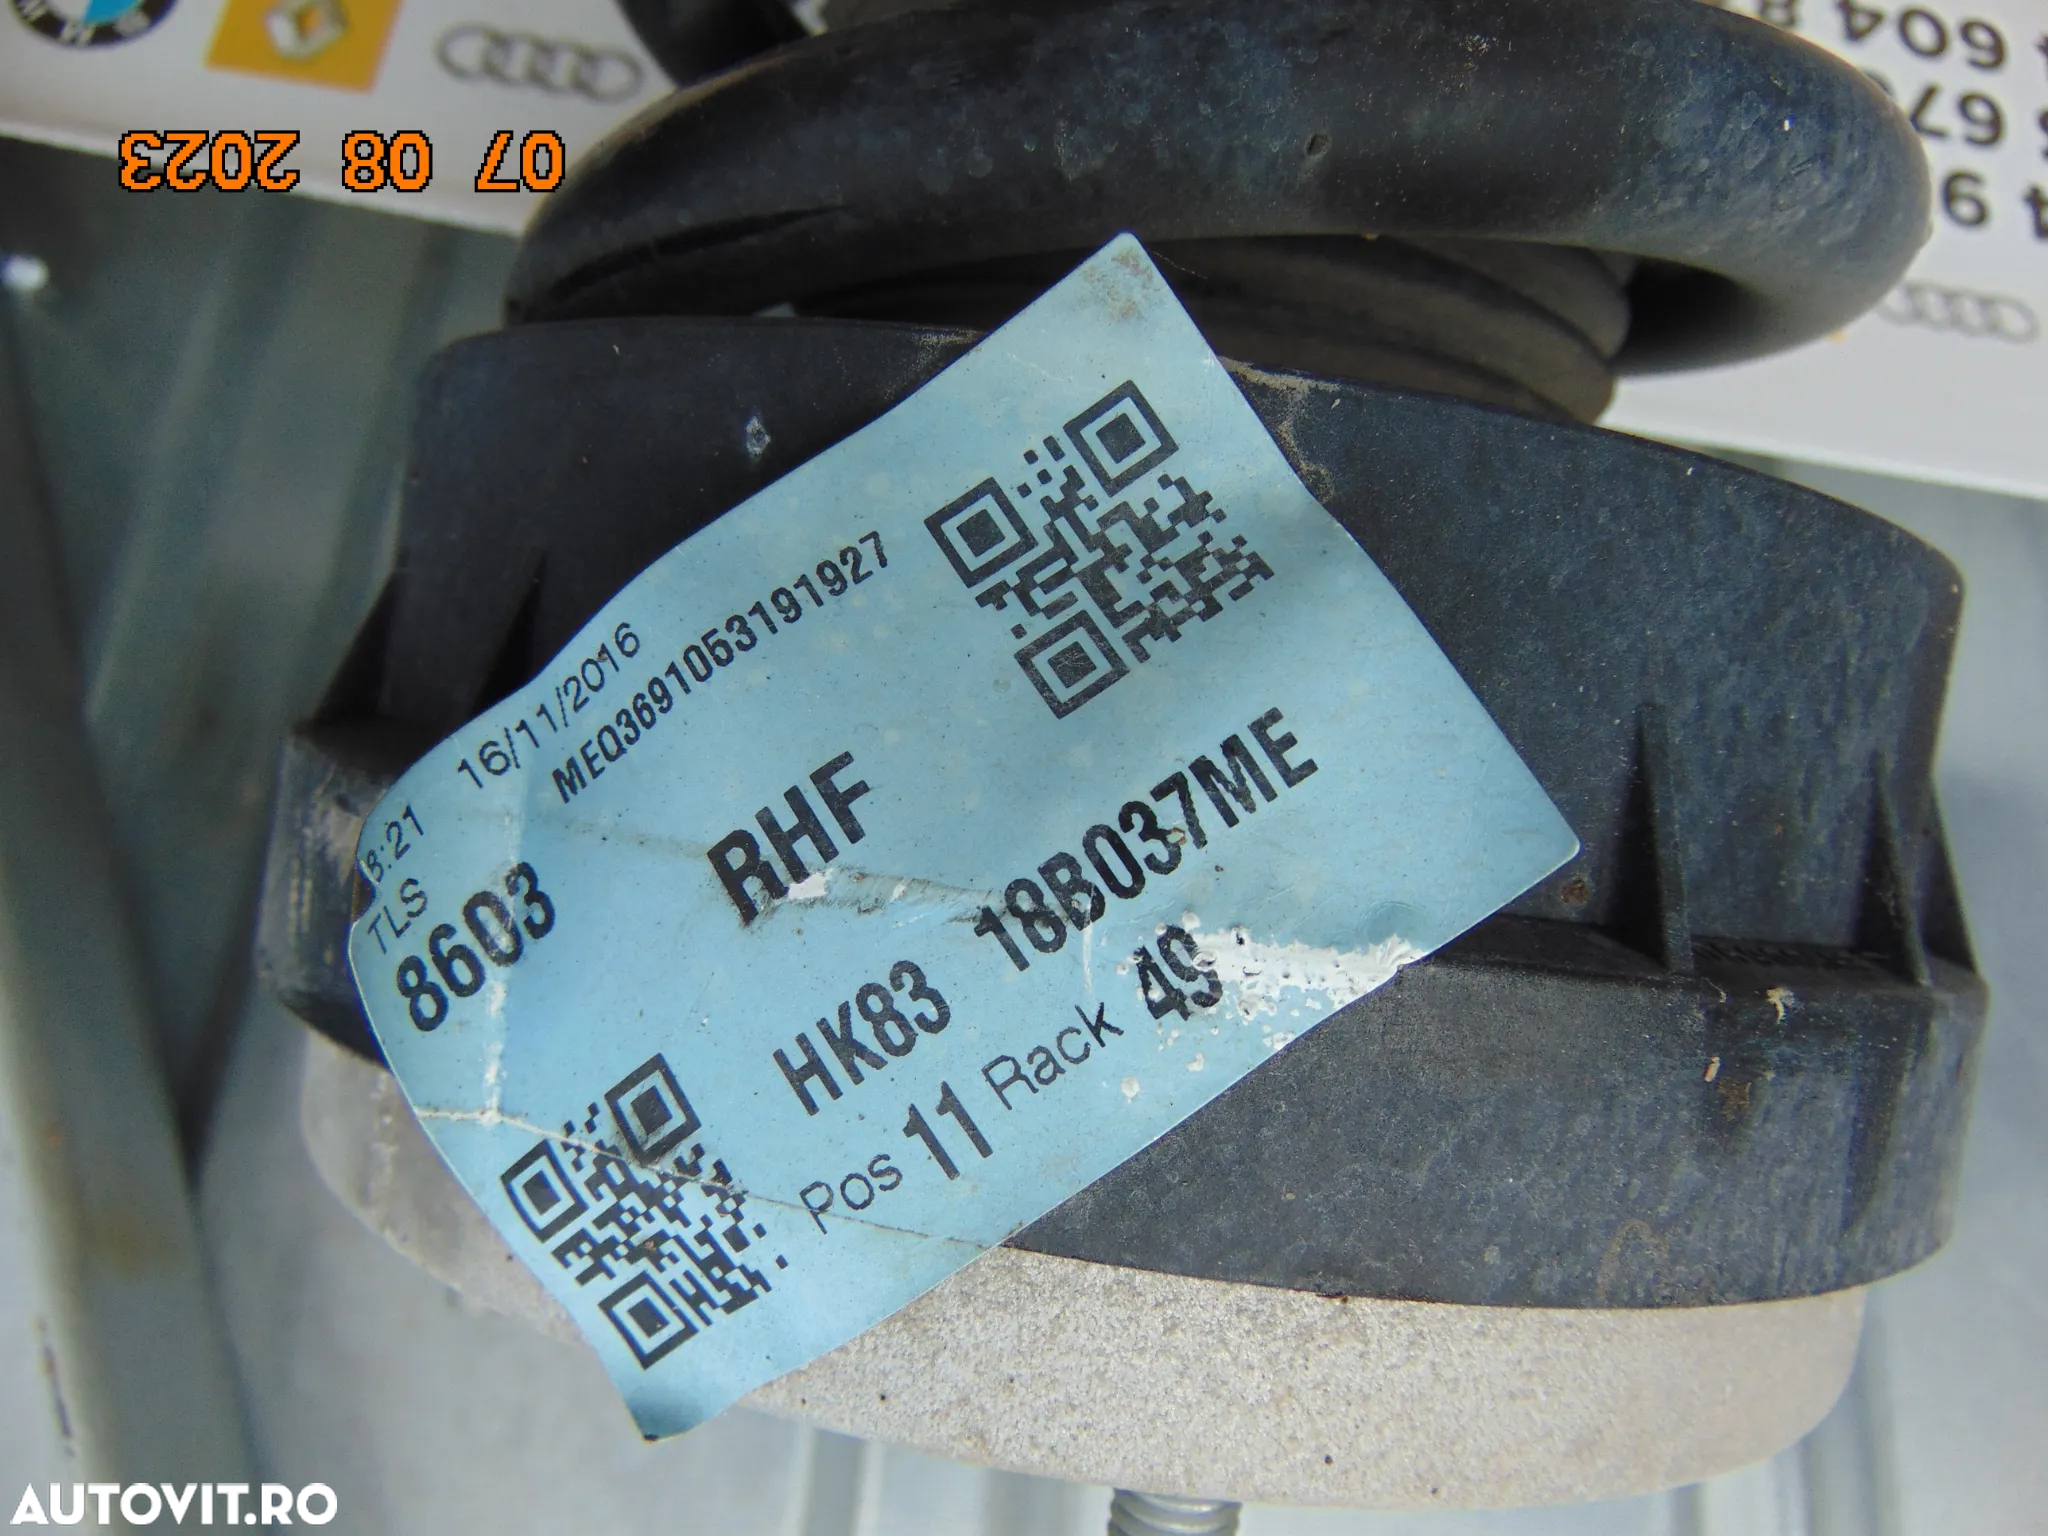 07 08 2023
8:21
16/11/2016
TLS
MEQ3691053191927
8603
RHF
HK83
18B037ME
Pos 11 Rack 49
AUTOVIT.RO